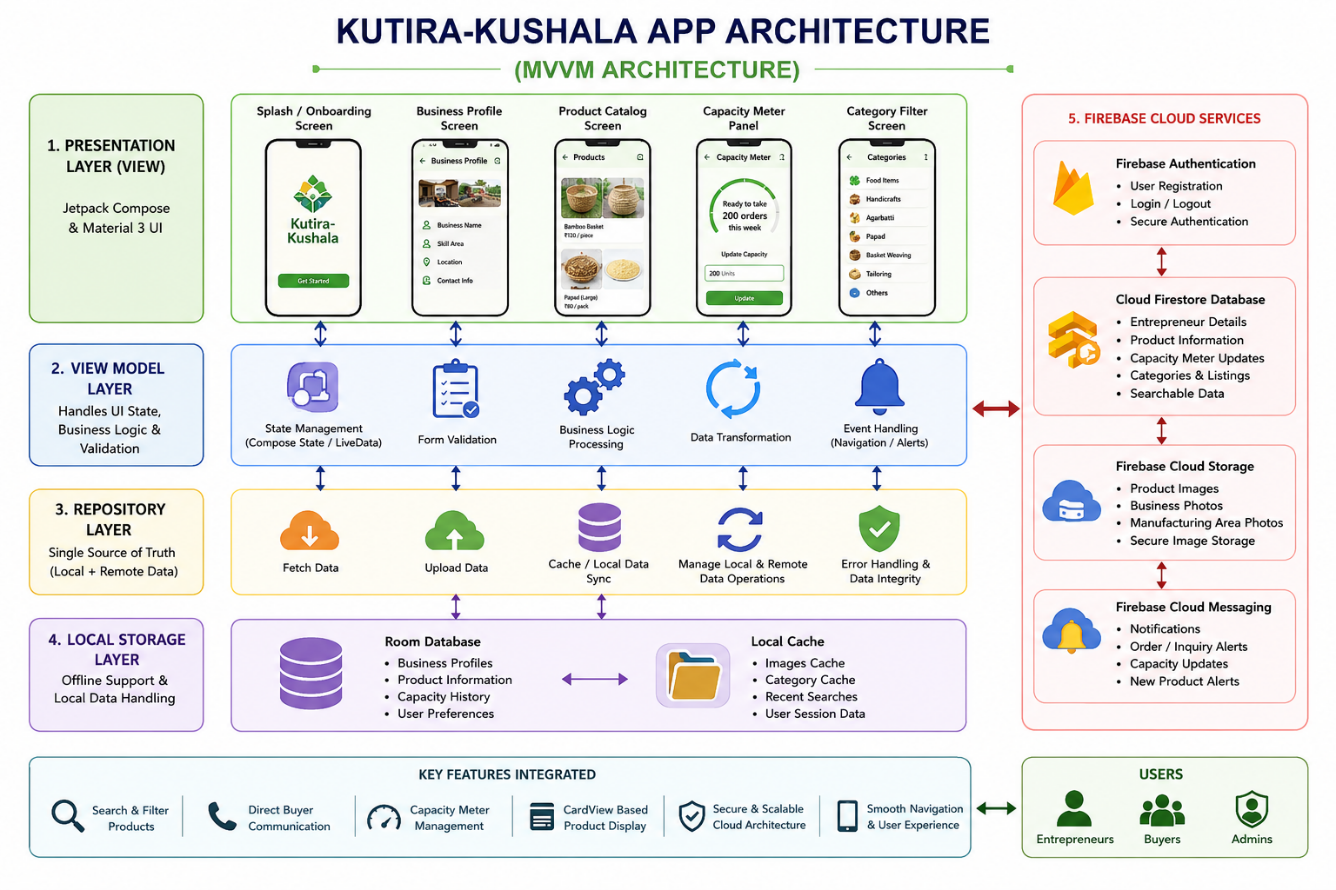 KUTIRA-KUSHALA APP ARCHITECTURE
(MVVM ARCHITECTURE)
1. PRESENTATION
LAYER (VIEW)
Jetpack Compose
& Material 3 UI
Splash / Onboarding
Screen
Kutira-
Kushala
Get Started
Business Profile
Screen
← Business Profile
Business Name
Skill Area
Location
Contact Info
Product Catalog
Screen
← Products
Bamboo Basket
₹130 / piece
Papad (Large)
₹80 / pack
Capacity Meter
Panel
← Capacity Meter
Ready to take
200 orders
this week
Update Capacity
200 Units
Update
Category Filter
Screen
← Categories
Food Items
Handicrafts
Agarbatti
Papad
Basket Weaving
Tailoring
Others
2. VIEW MODEL
LAYER
Handles UI State,
Business Logic &
Validation
State Management
(Compose State / LiveData)
Form Validation
Business Logic
Processing
Data Transformation
Event Handling
(Navigation / Alerts)
3. REPOSITORY
LAYER
Single Source of Truth
(Local + Remote Data)
Fetch Data
Upload Data
Cache / Local Data
Sync
Manage Local & Remote
Data Operations
Error Handling &
Data Integrity
4. LOCAL STORAGE
LAYER
Offline Support &
Local Data Handling
Room Database
• Business Profiles
• Product Information
• Capacity History
• User Preferences
Local Cache
• Images Cache
• Category Cache
• Recent Searches
• User Session Data
5. FIREBASE CLOUD SERVICES
Firebase Authentication
• User Registration
• Login / Logout
• Secure Authentication
Cloud Firestore Database
• Entrepreneur Details
• Product Information
• Capacity Meter Updates
• Categories & Listings
• Searchable Data
Firebase Cloud Storage
• Product Images
• Business Photos
• Manufacturing Area Photos
• Secure Image Storage
Firebase Cloud Messaging
• Notifications
• Order / Inquiry Alerts
• Capacity Updates
• New Product Alerts
KEY FEATURES INTEGRATED
Search & Filter
Products
Direct Buyer
Communication
Capacity Meter
Management
CardView Based
Product Display
Secure & Scalable
Cloud Architecture
Smooth Navigation
& User Experience
USERS
Entrepreneurs
Buyers
Admins